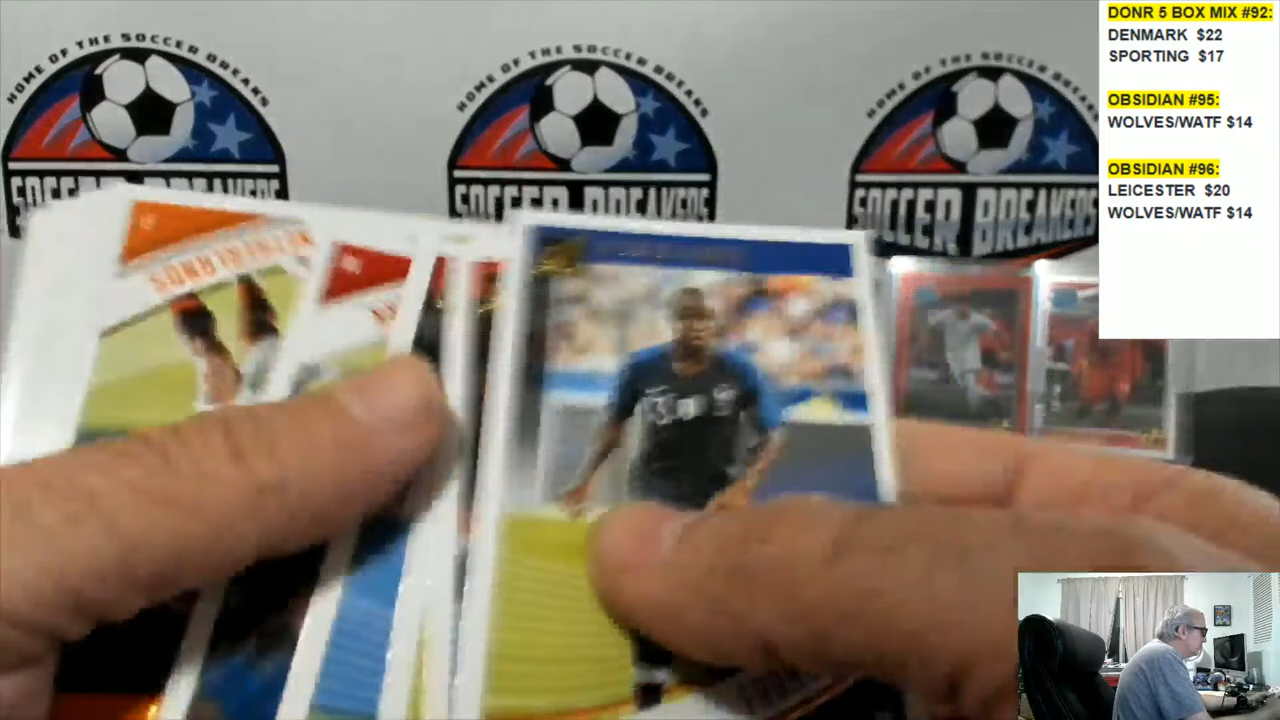 HOME OF THE SOCCER BREAKS
HOME OF THE SOCCER BREAKS
HOME OF THE SOCCER BREAKS
SOCCER BREAKERS
SOCCER BREAKERS
SOCCER BREAKERS
DONR 5 BOX MIX #92:
DENMARK $22
SPORTING $17
OBSIDIAN #95:
WOLVES/WATF $14
OBSIDIAN #96:
LEICESTER $20
WOLVES/WATF $14